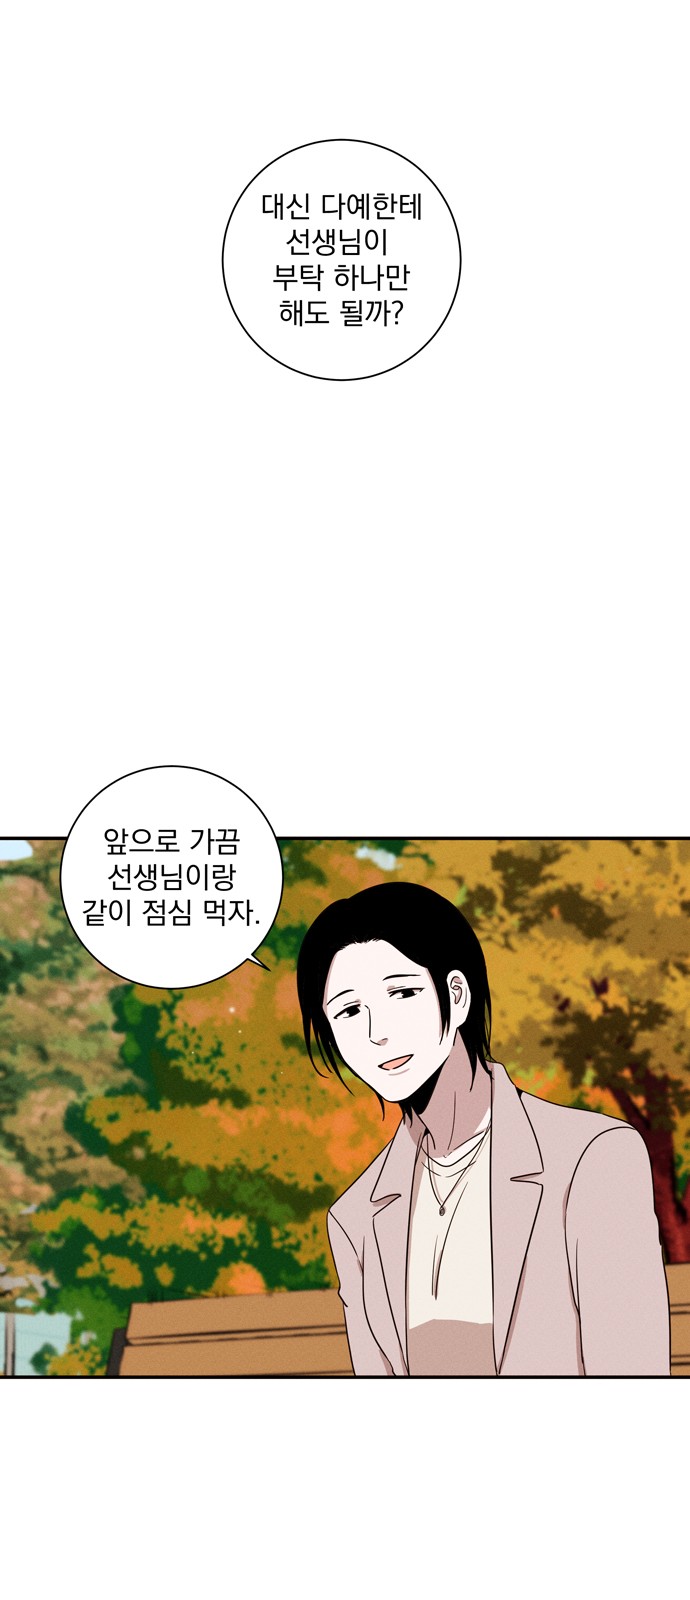 대신 다예한테
선생님이
부탁 하나만
해도 될까?
앞으로 가끔
선생님이랑
같이 점심 먹자.